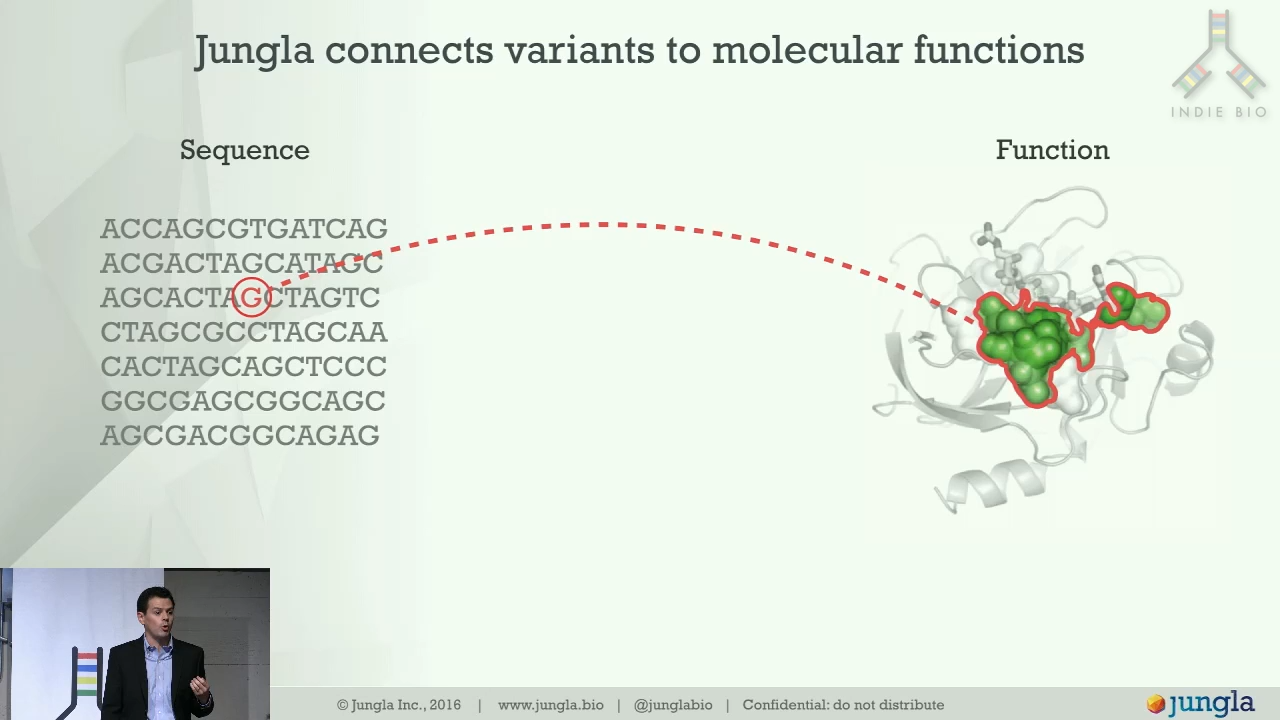 Jungla connects variants to molecular functions
INDIE BIO
Sequence
Function
ACCAGCGTGATCAG
ACGACTAGCATAGC
AGCACTAGCTAGTC
CTAGCGCCTAGCAA
CACTAGCAGCTCCC
GGCGAGCGGCAGC
AGCGACGGCAGAG
© Jungla Inc., 2016 | www.jungla.bio | @junglabio | Confidential: do not distribute
jungla